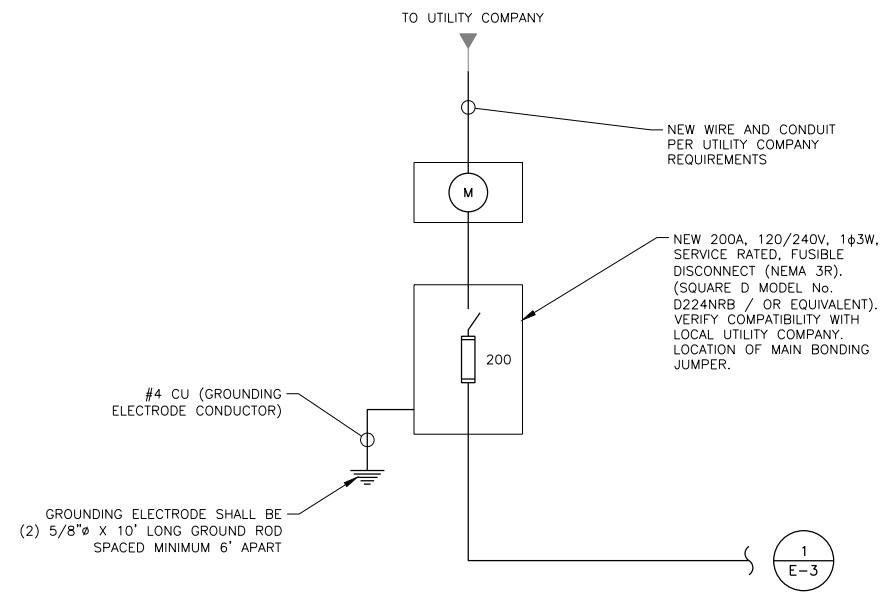 TO UTILITY COMPANY
NEW WIRE AND CONDUIT
PER UTILITY COMPANY
REQUIREMENTS
M
NEW 200A, 120/240V, 1ϕ3W,
SERVICE RATED, FUSIBLE
DISCONNECT (NEMA 3R).
(SQUARE D MODEL No.
D224NRB / OR EQUIVALENT).
VERIFY COMPATIBILITY WITH
LOCAL UTILITY COMPANY.
LOCATION OF MAIN BONDING
JUMPER.
200
#4 CU (GROUNDING
ELECTRODE CONDUCTOR)
GROUNDING ELECTRODE SHALL BE
(2) 5/8"ø X 10' LONG GROUND ROD
SPACED MINIMUM 6' APART
1
E-3